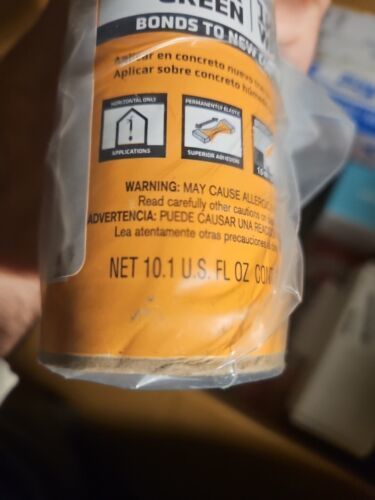 GREEN
BONDS TO NEW
Aplicar en concreto nuevo
Aplicar sobre concreto
HORIZONTAL ONLY
APPLICATIONS
PERMANENTLY ELASTIC
SUPERIOR ADHESION
WARNING: MAY CAUSE
Read carefully other cautions on
ADVERTENCIA: PUEDE CAUSAR UNA
Lea atentamente otras precauciones
NET 10.1 U.S. FL OZ